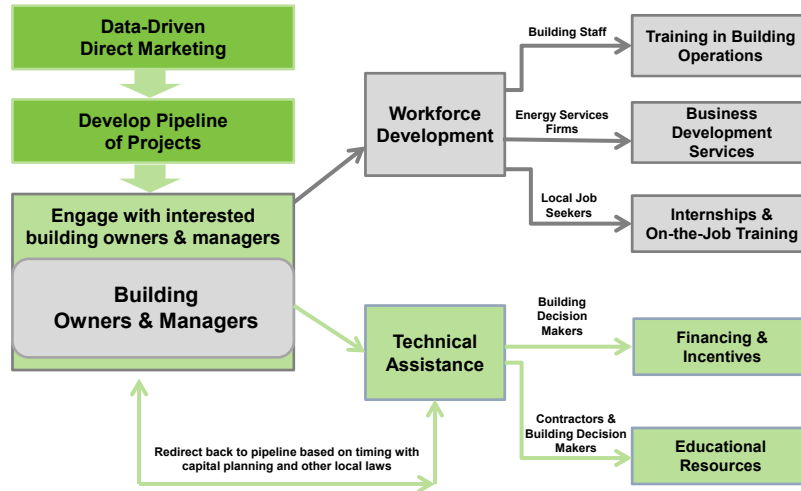 Data-Driven
Direct Marketing
Develop Pipeline
of Projects
Engage with interested
building owners & managers
Building
Owners & Managers
Workforce
Development
Building Staff
Training in Building
Operations
Energy Services
Firms
Business
Development
Services
Local Job
Seekers
Internships &
On-the-Job Training
Technical
Assistance
Building
Decision
Makers
Financing &
Incentives
Contractors &
Building Decision
Makers
Educational
Resources
Redirect back to pipeline based on timing with
capital planning and other local laws